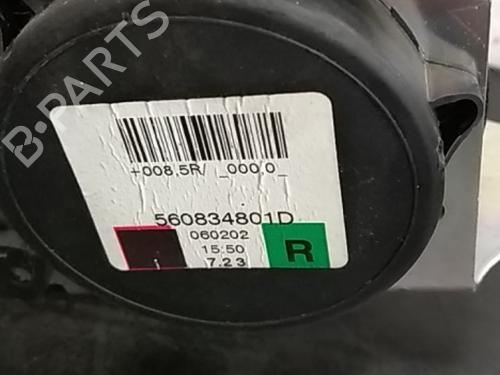 B-PARTS
+008,5R/ _000,0_
560834801D
060202
15:50
7.23
R